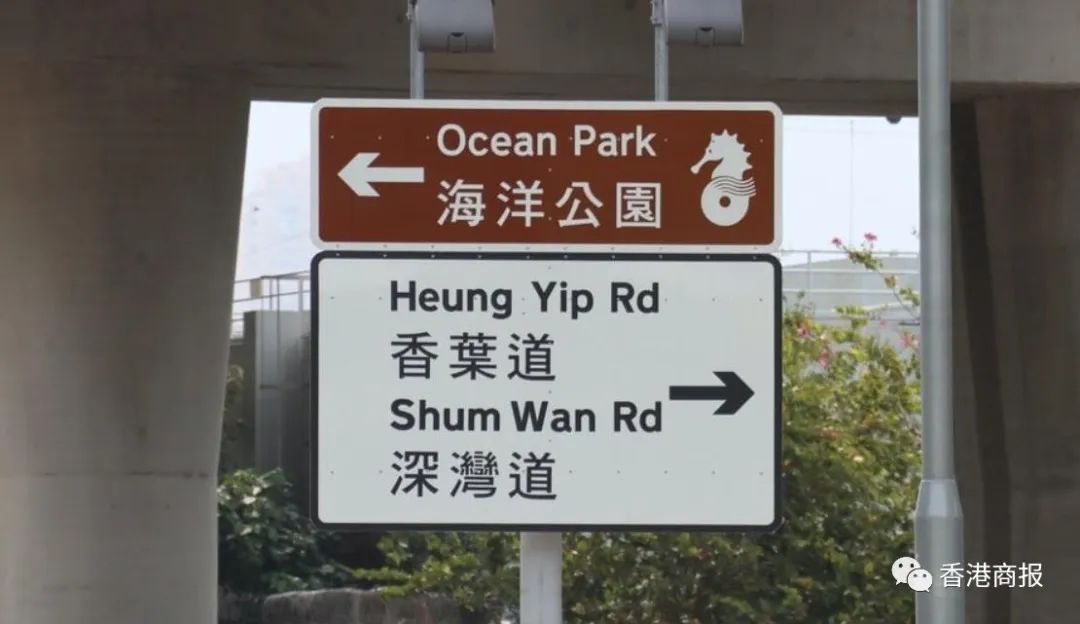 Ocean Park
海洋公園
Heung Yip Rd
香葉道
Shum Wan Rd
深灣道
香港商报